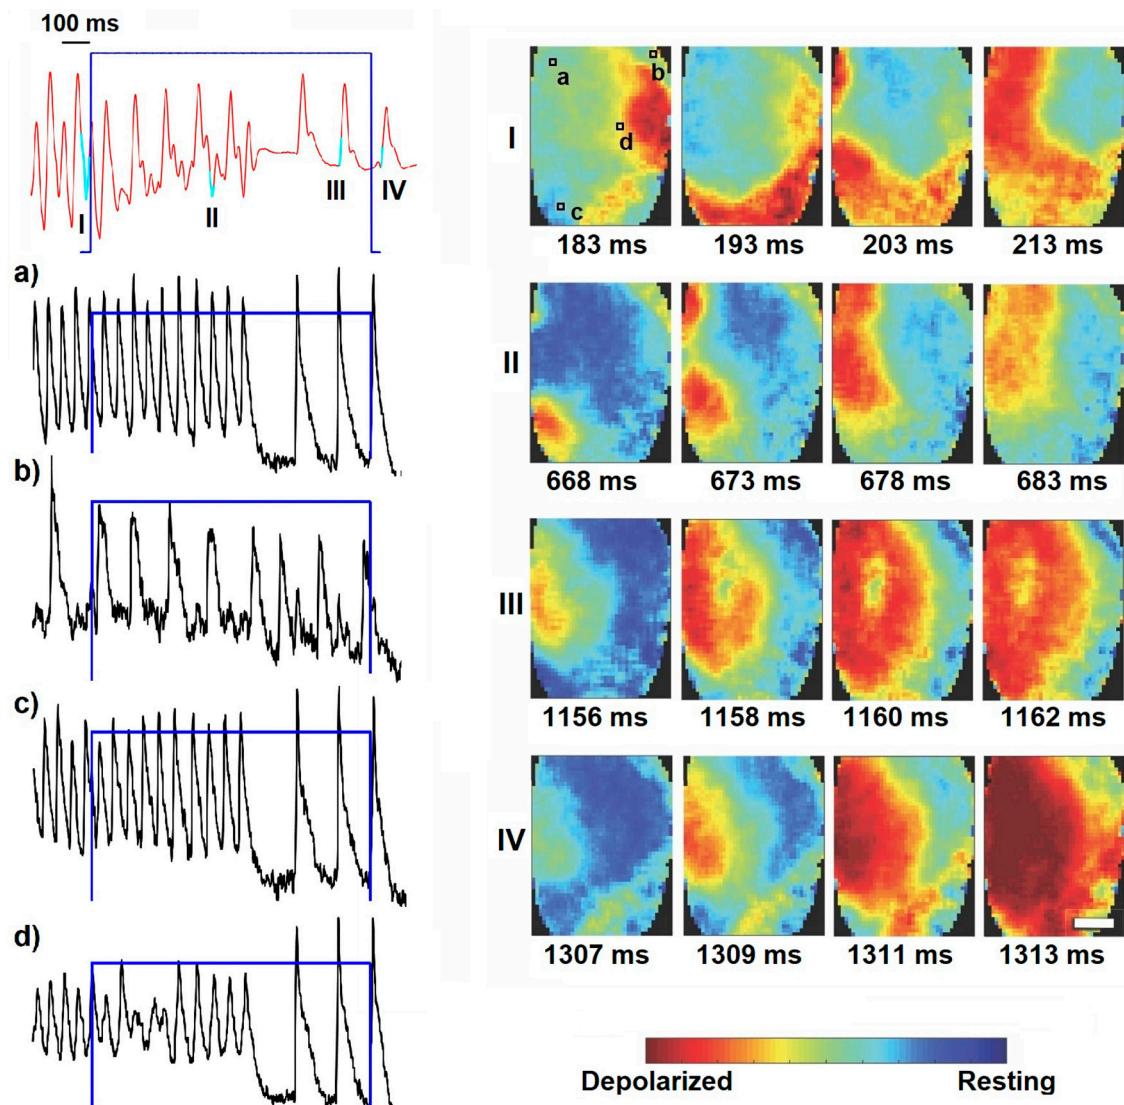 100 ms
I
II
III
IV
a)
b)
c)
d)
I
a
b
d
c
183 ms
193 ms
203 ms
213 ms
II
668 ms
673 ms
678 ms
683 ms
III
1156 ms
1158 ms
1160 ms
1162 ms
IV
1307 ms
1309 ms
1311 ms
1313 ms
Depolarized
Resting